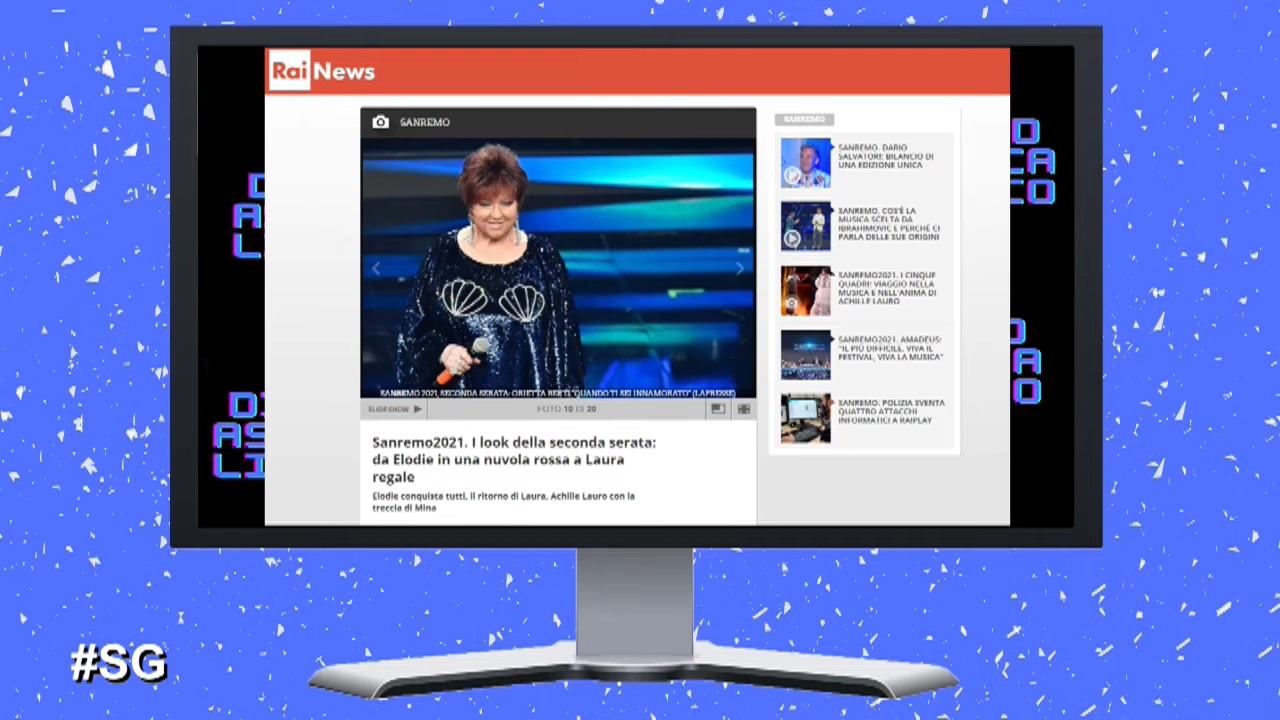 Rai News
SANREMO
SANREMO 2021, SECONDA SERATA: ORIETTA BERTI "QUANDO TI SEI INNAMORATO" (LAPRESSE)
SLIDESHOW
FOTO 10 DI 20
Sanremo2021. I look della seconda serata:
da Elodie in una nuvola rossa a Laura
regale
Elodie conquista tutti, il ritorno di Laura, Achille Lauro con la
treccia di Mina
SANREMO
SANREMO. DARIO
SALVATORI: BILANCIO DI
UNA EDIZIONE UNICA
SANREMO. COS'È LA
MUSICA SCELTA DA
IBRAHIMOVIC E PERCHÉ CI
PARLA DELLE SUE ORIGINI
SANREMO2021. I CINQUE
QUADRI: VIAGGIO NELLA
MUSICA E NELL'ANIMA DI
ACHILLE LAURO
SANREMO2021. AMADEUS:
"IL PIÙ DIFFICILE. VIVA IL
FESTIVAL, VIVA LA MUSICA"
SANREMO: POLIZIA SVENTA
QUATTRO ATTACCHI
INFORMATICI A RAIPLAY
#SG